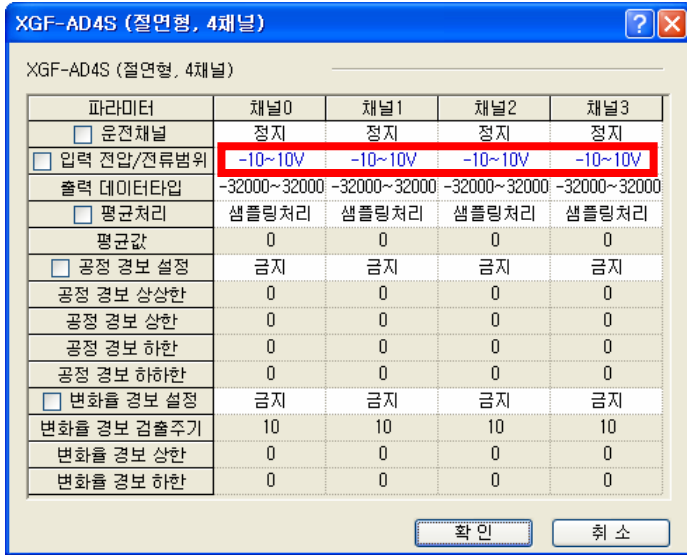 XGF-AD4S (절연형, 4채널)
XGF-AD4S (절연형, 4채널)
파라미터 채널0 채널1 채널2 채널3
운전채널 정지 정지 정지 정지
입력 전압/전류범위 -10~10V -10~10V -10~10V -10~10V
출력 데이터타입 -32000~32000 -32000~32000 -32000~32000 -32000~32000
평균처리 샘플링처리 샘플링처리 샘플링처리 샘플링처리
평균값 0 0 0 0
공정 경보 설정 금지 금지 금지 금지
공정 경보 상상한 0 0 0 0
공정 경보 상한 0 0 0 0
공정 경보 하한 0 0 0 0
공정 경보 하하한 0 0 0 0
변화율 경보 설정 금지 금지 금지 금지
변화율 경보 검출주기 10 10 10 10
변화율 경보 상한 0 0 0 0
변화율 경보 하한 0 0 0 0
확인 취소